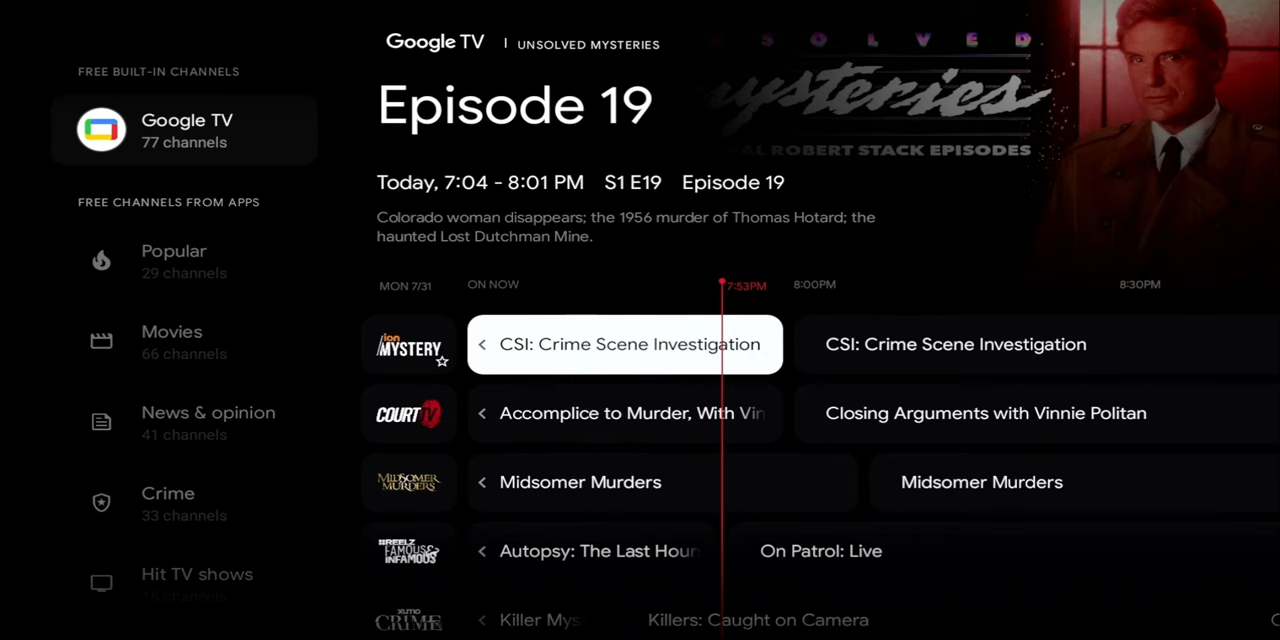 FREE BUILT-IN CHANNELS
Google TV
77 channels
FREE CHANNELS FROM APPS
Popular
29 channels
Movies
66 channels
News & opinion
41 channels
Crime
33 channels
Hit TV shows
16 channels
Google TV | UNSOLVED MYSTERIES
Episode 19
Today, 7:04 - 8:01 PM S1 E19 Episode 19
Colorado woman disappears; the 1956 murder of Thomas Hotard; the
haunted Lost Dutchman Mine.
SOLVED
mysteries
AL ROBERT STACK EPISODES
MON 7/31 ON NOW 7:53PM 8:00PM 8:30PM
ion
MYSTERY
< CSI: Crime Scene Investigation CSI: Crime Scene Investigation
COURT TV
< Accomplice to Murder, With Vin Closing Arguments with Vinnie Politan
MIDSOMER
MURDERS
< Midsomer Murders Midsomer Murders
REELZ
FAMOUS &
INFAMOUS
< Autopsy: The Last Hour On Patrol: Live
xumo
CRIME
< Killer Mys Killers: Caught on Camera